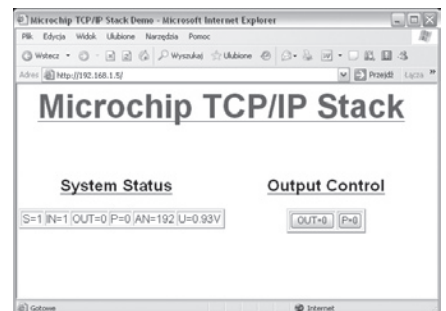 Microchip TCP/IP Stack Demo - Microsoft Internet Explorer
Plik Edycja Widok Ulubione Narzędzia Pomoc
Wstecz Wyszukaj Ulubione
Adres http://192.168.1.5/ Przejdź Łącza »
Microchip TCP/IP Stack
System Status Output Control
S=1 IN=1 OUT=0 P=0 AN=192 U=0.93V OUT=0 P=0
Gotowe Internet